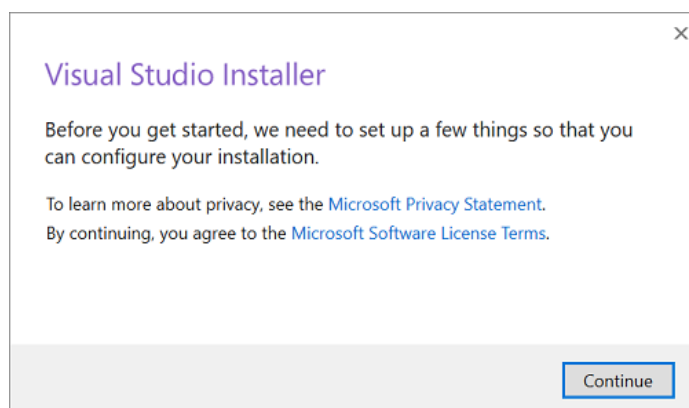 Visual Studio Installer
Before you get started, we need to set up a few things so that you
can configure your installation.
To learn more about privacy, see the Microsoft Privacy Statement.
By continuing, you agree to the Microsoft Software License Terms.
Continue